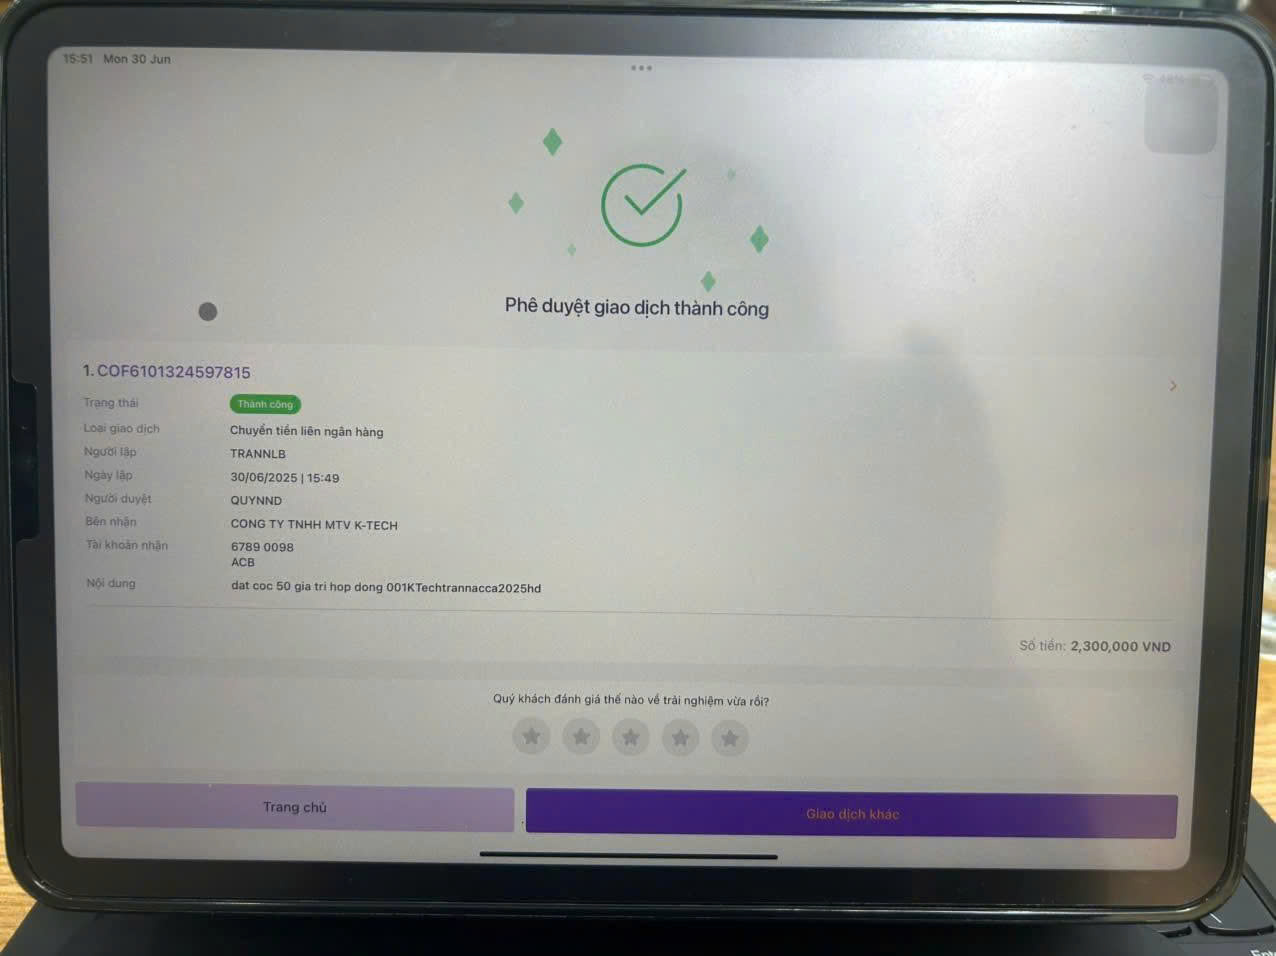 15:51 Mon 30 Jun
Phê duyệt giao dịch thành công
1. COF6101324597815
Trạng thái Thành công
Loại giao dịch Chuyển tiền liên ngân hàng
Người lập TRANNLB
Ngày lập 30/06/2025 | 15:49
Người duyệt QUYNND
Bên nhận CONG TY TNHH MTV K-TECH
Tài khoản nhận 6789 0098
ACB
Nội dung dat coc 50 gia tri hop dong 001KTechtrannacca2025hd
Số tiền: 2,300,000 VND
Quý khách đánh giá thế nào về trải nghiệm vừa rồi?
Trang chủ Giao dịch khác